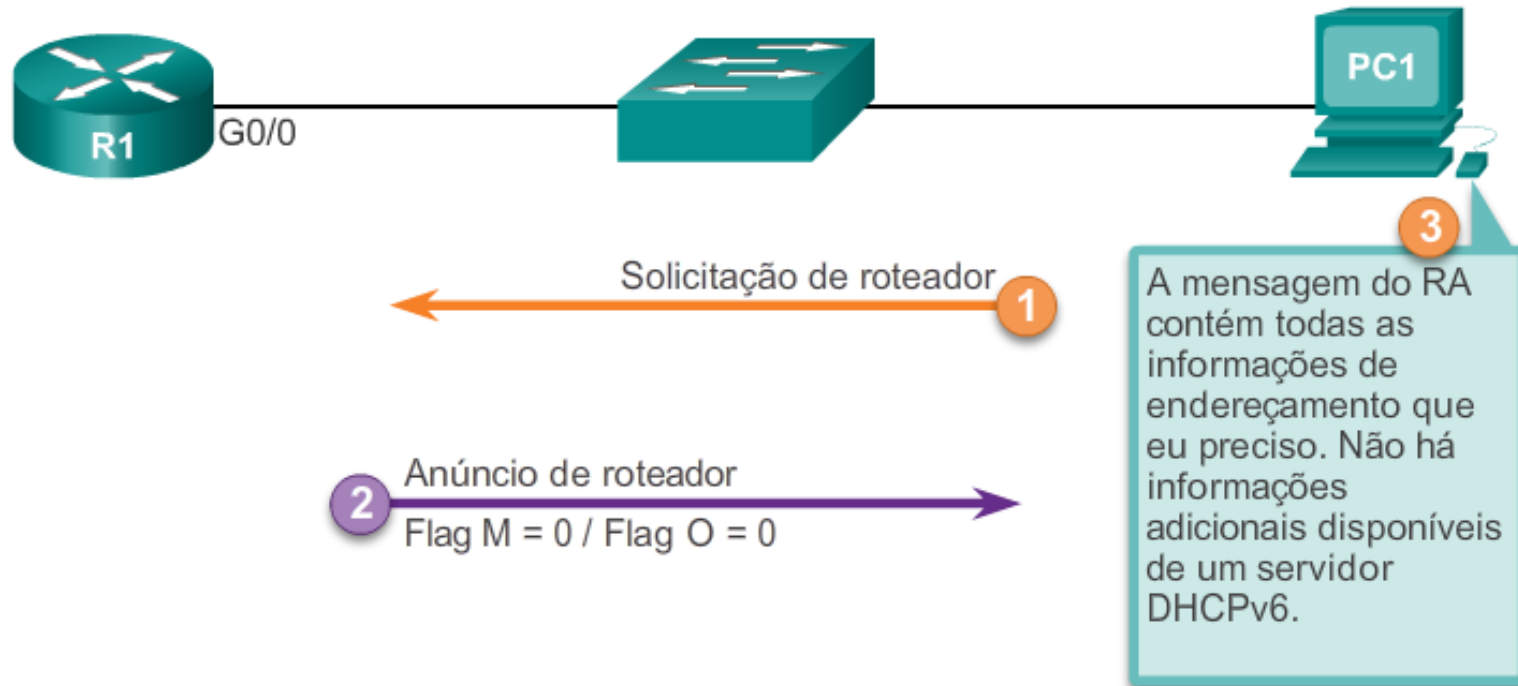 R1
G0/0
PC1
Solicitação de roteador
1
2
Anúncio de roteador
Flag M = 0 / Flag O = 0
3
A mensagem do RA
contém todas as
informações de
endereçamento que
eu preciso. Não há
informações
adicionais disponíveis
de um servidor
DHCPv6.